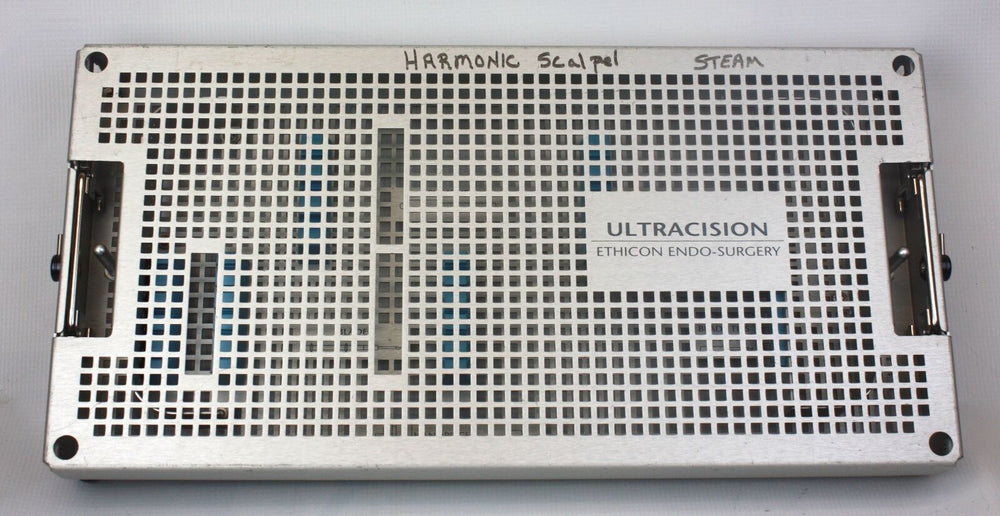 HARMONIC Scalpel STEAM
ULTRACISION
ETHICON ENDO-SURGERY